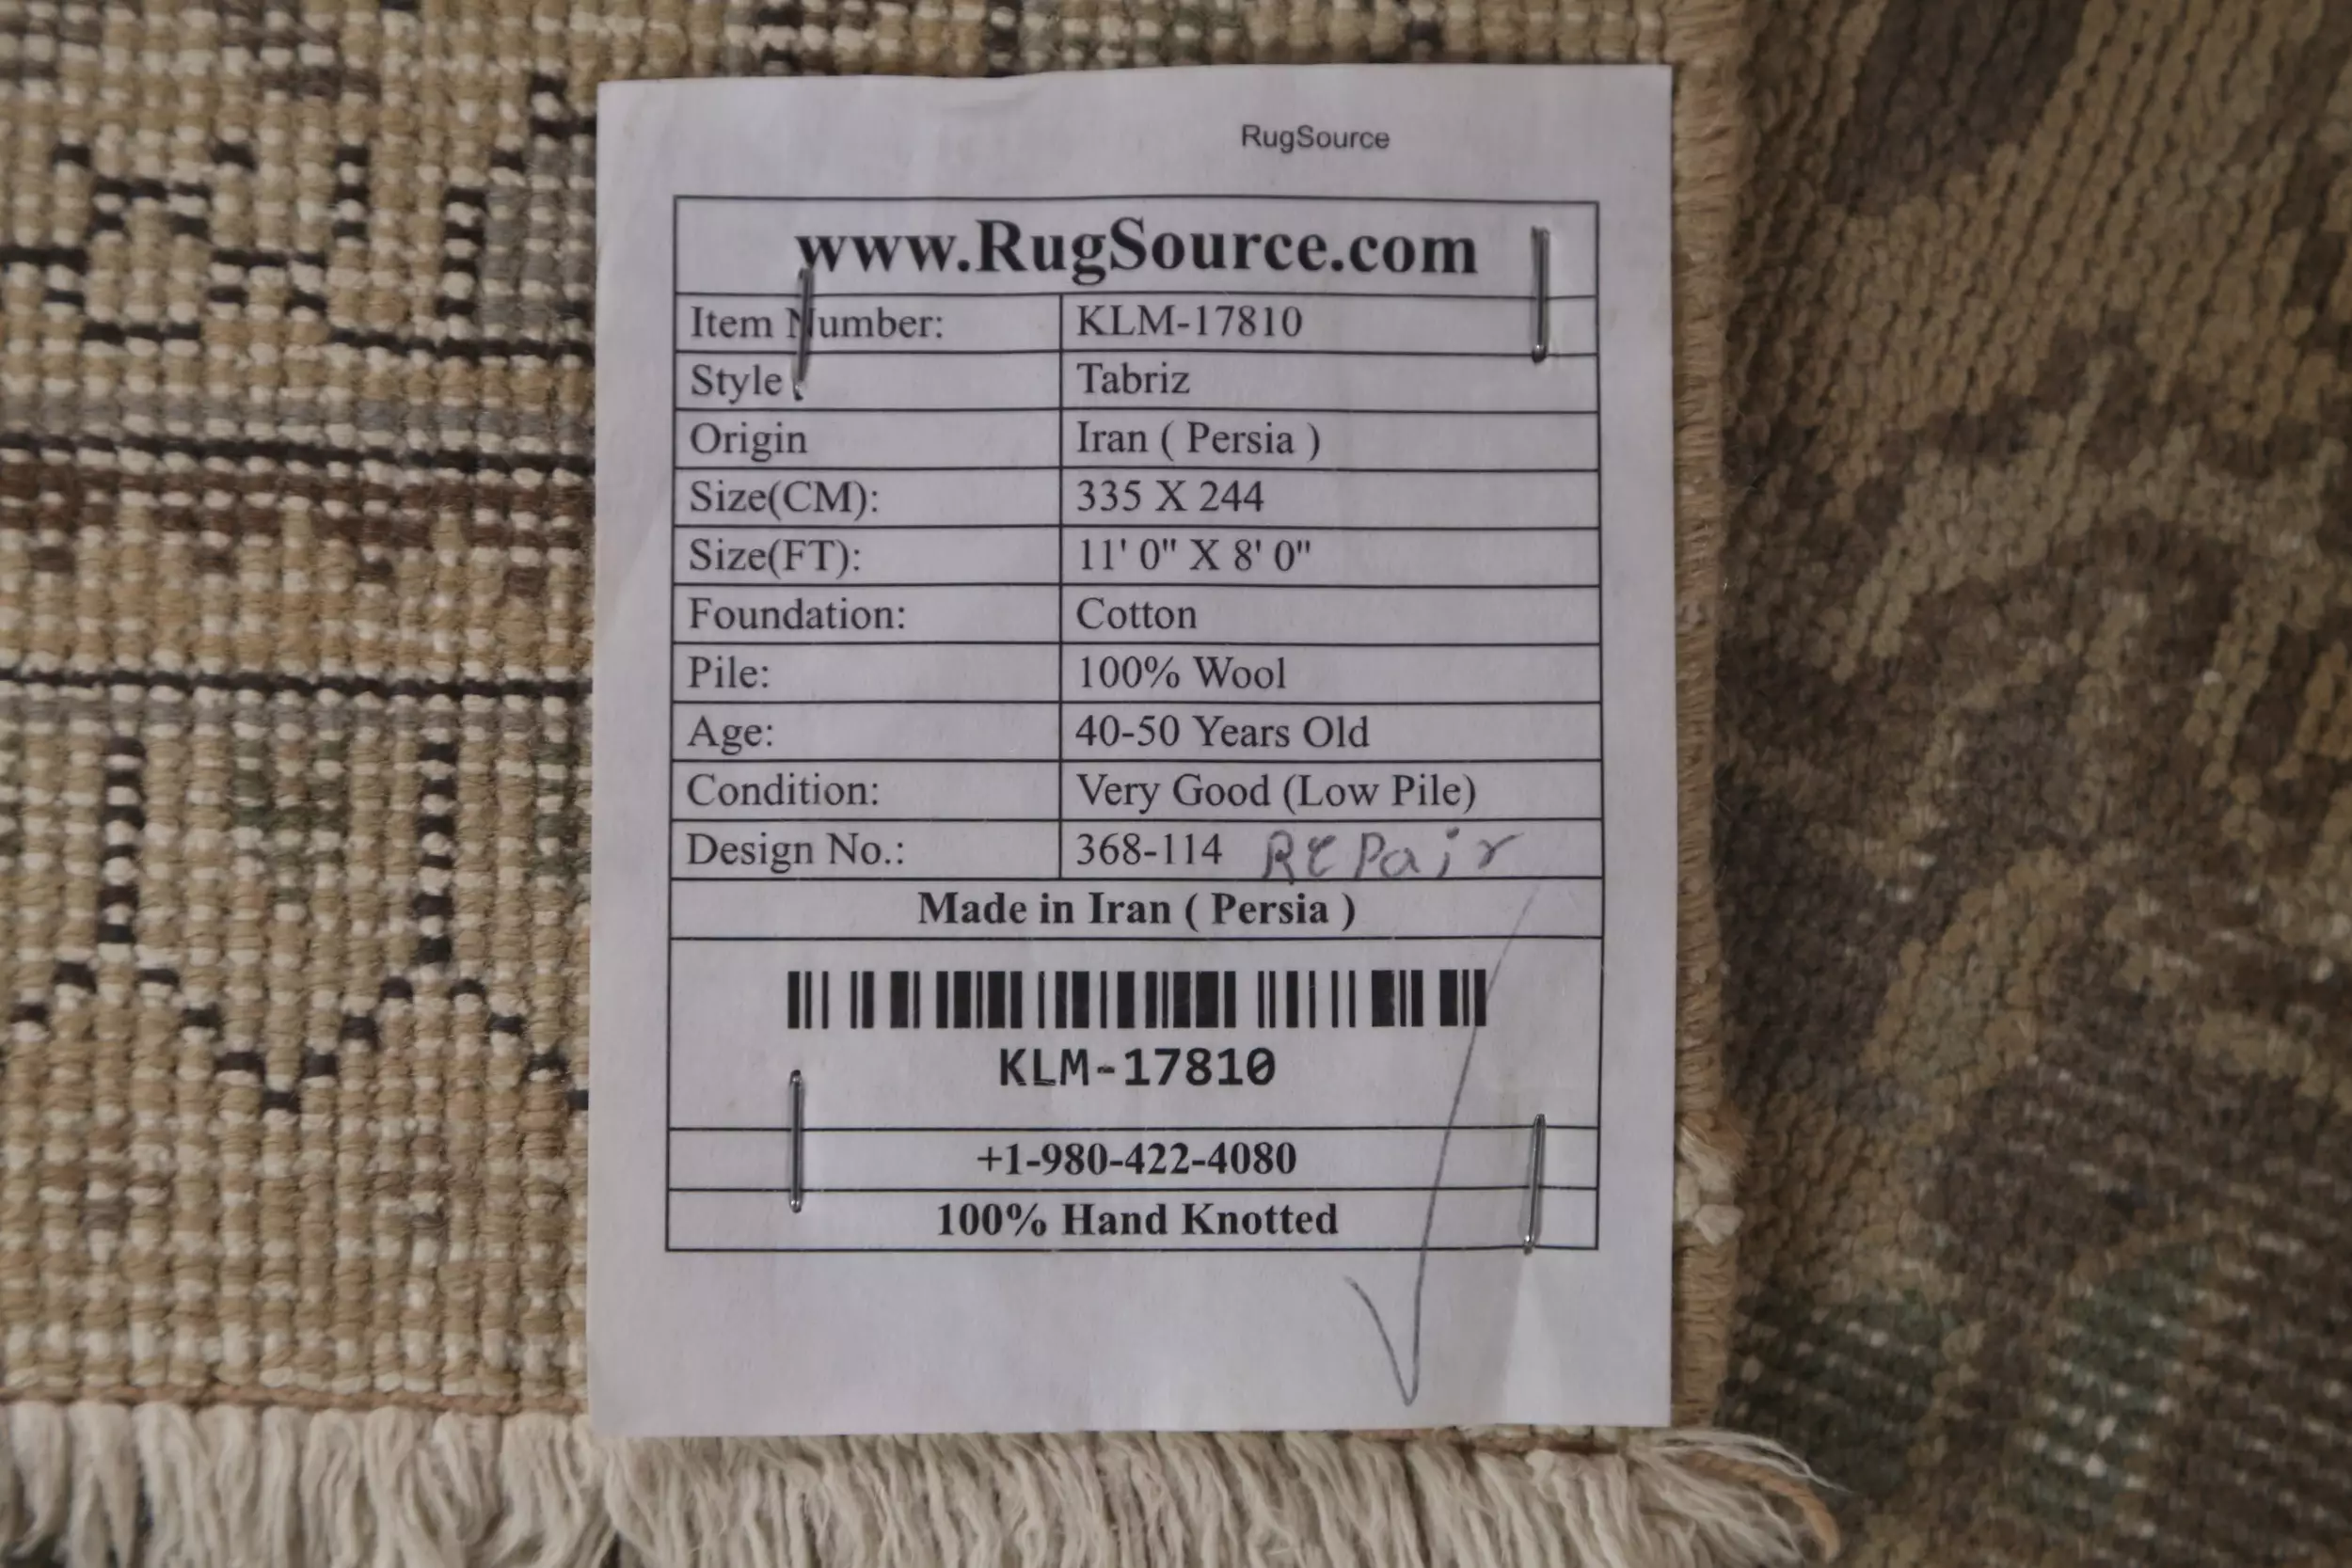 RugSource
www.RugSource.com
Item Number: KLM-17810
Style Tabriz
Origin Iran ( Persia )
Size(CM): 335 X 244
Size(FT): 11' 0" X 8' 0"
Foundation: Cotton
Pile: 100% Wool
Age: 40-50 Years Old
Condition: Very Good (Low Pile)
Design No.: 368-114 Repair
Made in Iran ( Persia )
KLM-17810
+1-980-422-4080
100% Hand Knotted